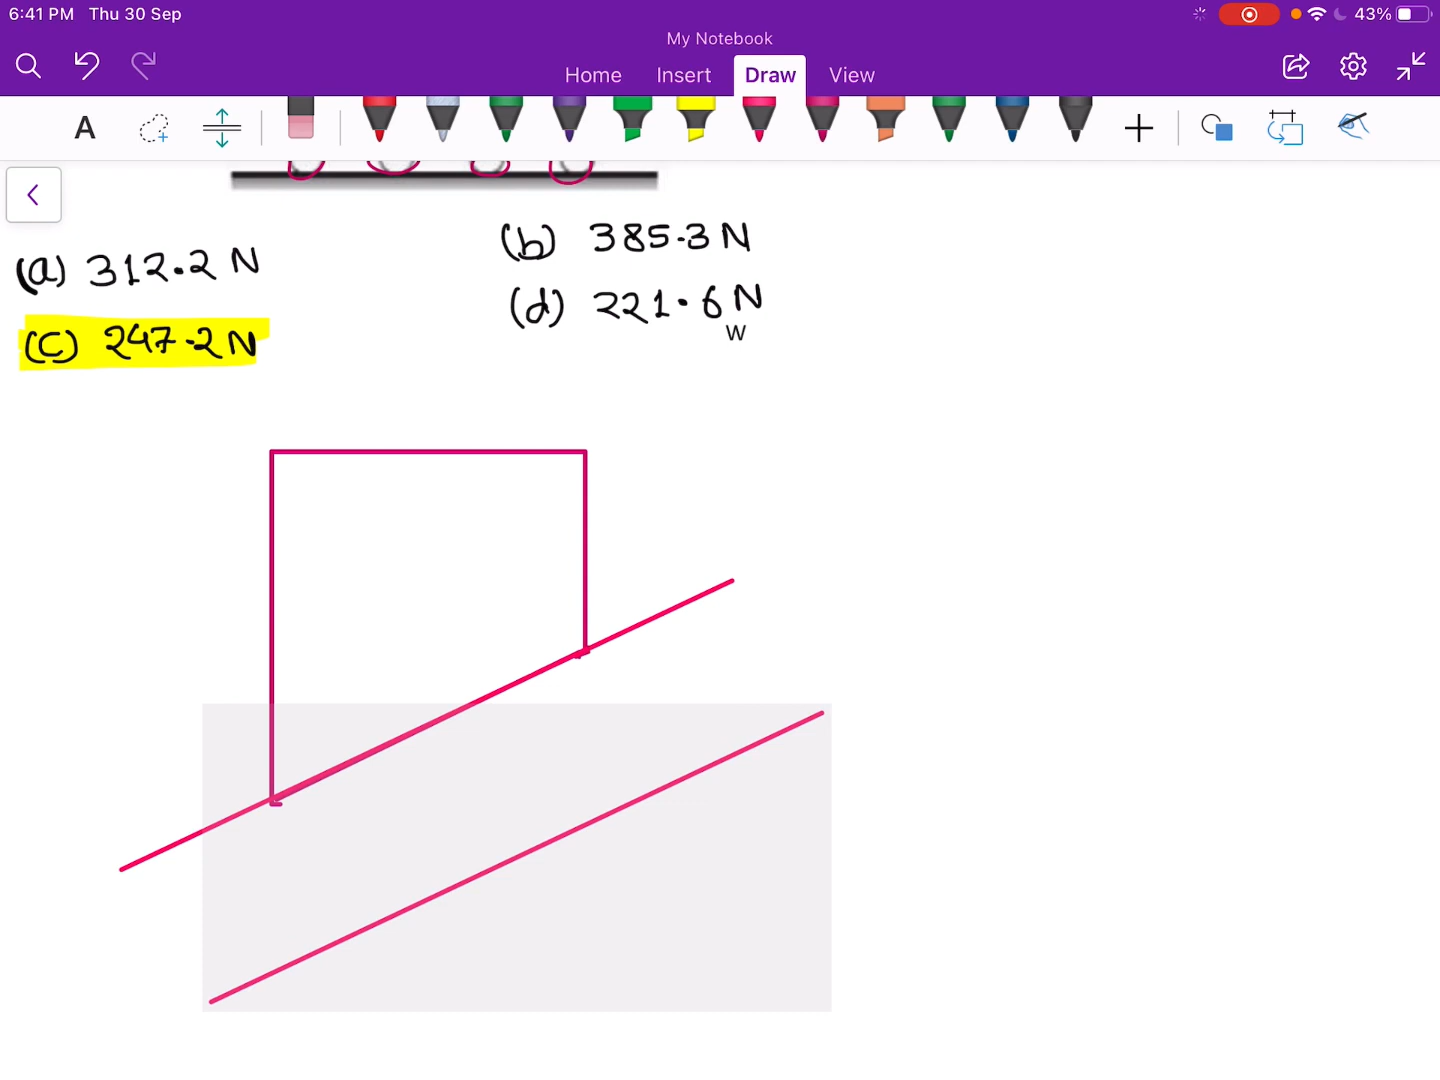 6:41 PM Thu 30 Sep
43%
My Notebook
Home Insert Draw View
A
(a) 312.2 N
(b) 385.3 N
(c) 247.2 N
(d) 221.6 N
W